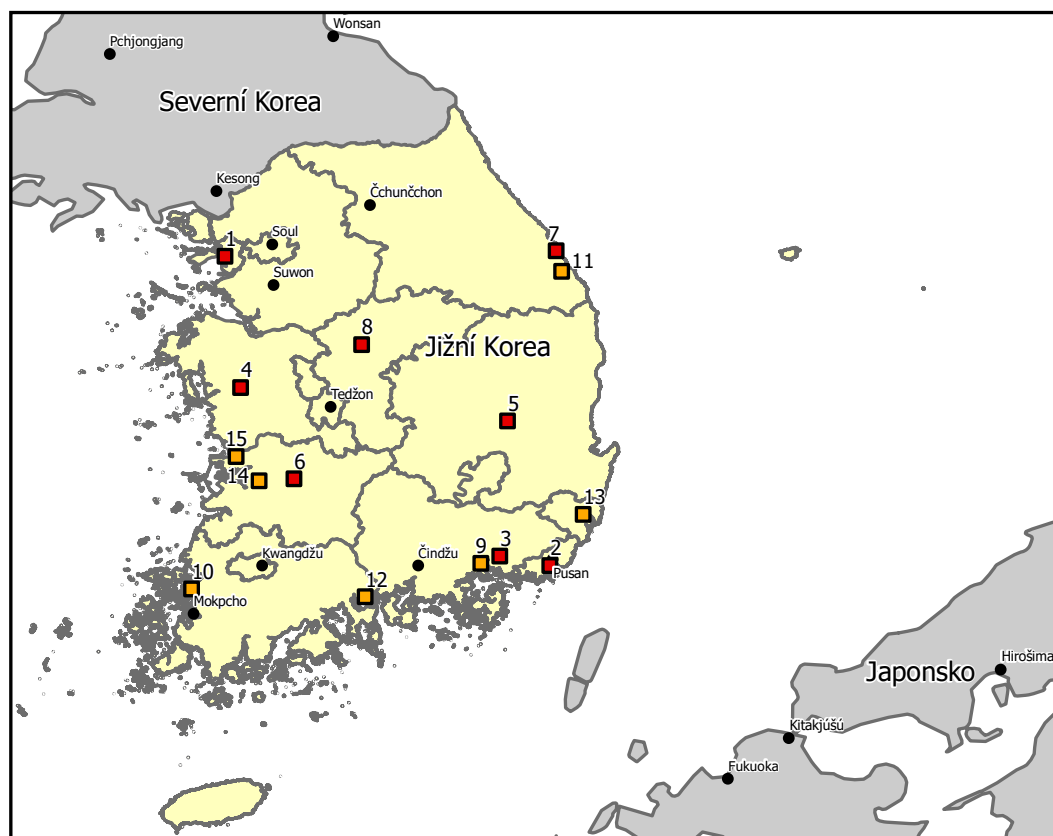 Wonsan
Pchjongjang
Severní Korea
Kesong
Čchunčchon
Söul
1
7
11
Suwon
8
Jižní Korea
4
Tedžon
5
15
14
6
13
Kwangdžu
Čindžu
9
3
2
Pusan
10
12
Mokpcho
Japonsko
Hirošima
Kitakjúšú
Fukuoka